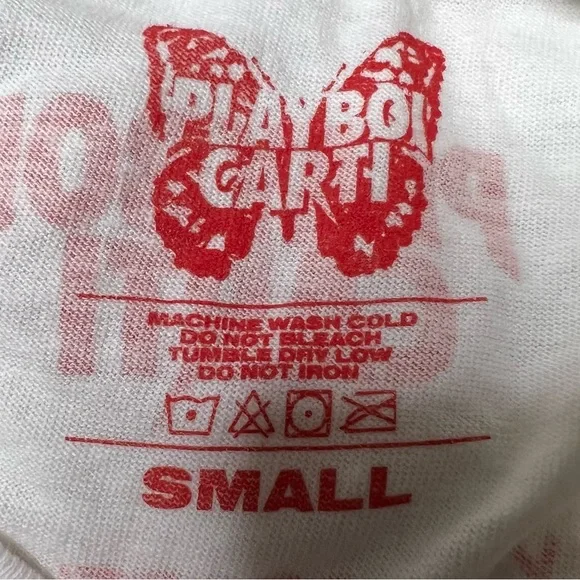 PLAYBOI
CARTI
MACHINE WASH COLD
DO NOT BLEACH
TUMBLE DRY LOW
DO NOT IRON
SMALL